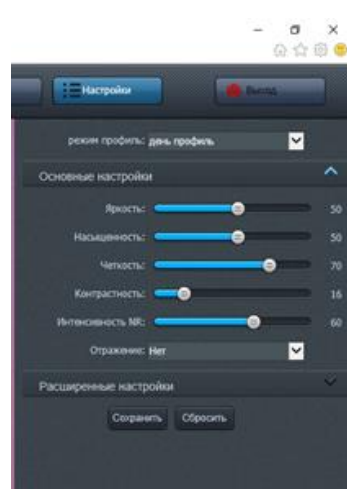 Настройки
Выход
режим профиль: день профиль
Основные настройки
Яркость: 50
Насыщенность: 50
Четкость: 70
Контрастность: 16
Интенсивность NR: 60
Отражение: Нет
Расширенные настройки
Сохранить Сбросить